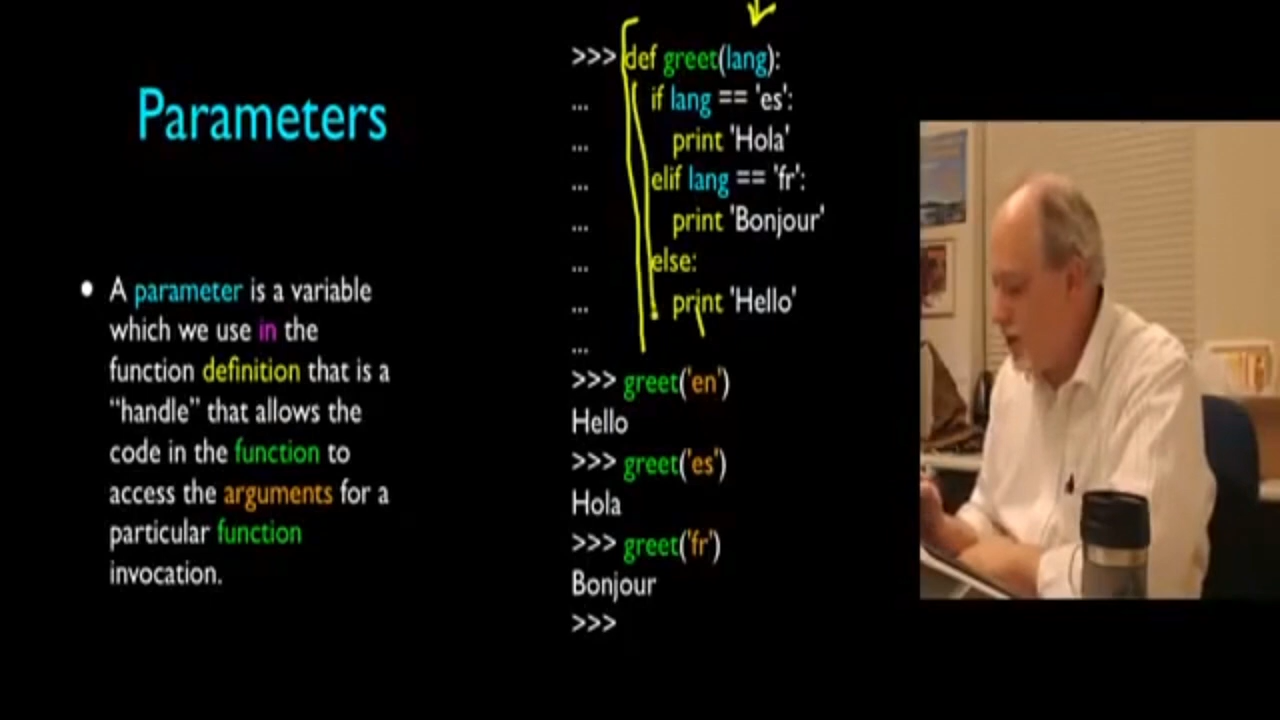 Parameters
• A parameter is a variable
which we use in the
function definition that is a
“handle” that allows the
code in the function to
access the arguments for a
particular function
invocation.
>>> def greet(lang):
... if lang == 'es':
... print 'Hola'
... elif lang == 'fr':
... print 'Bonjour'
... else:
... print 'Hello'
...
>>> greet('en')
Hello
>>> greet('es')
Hola
>>> greet('fr')
Bonjour
>>>